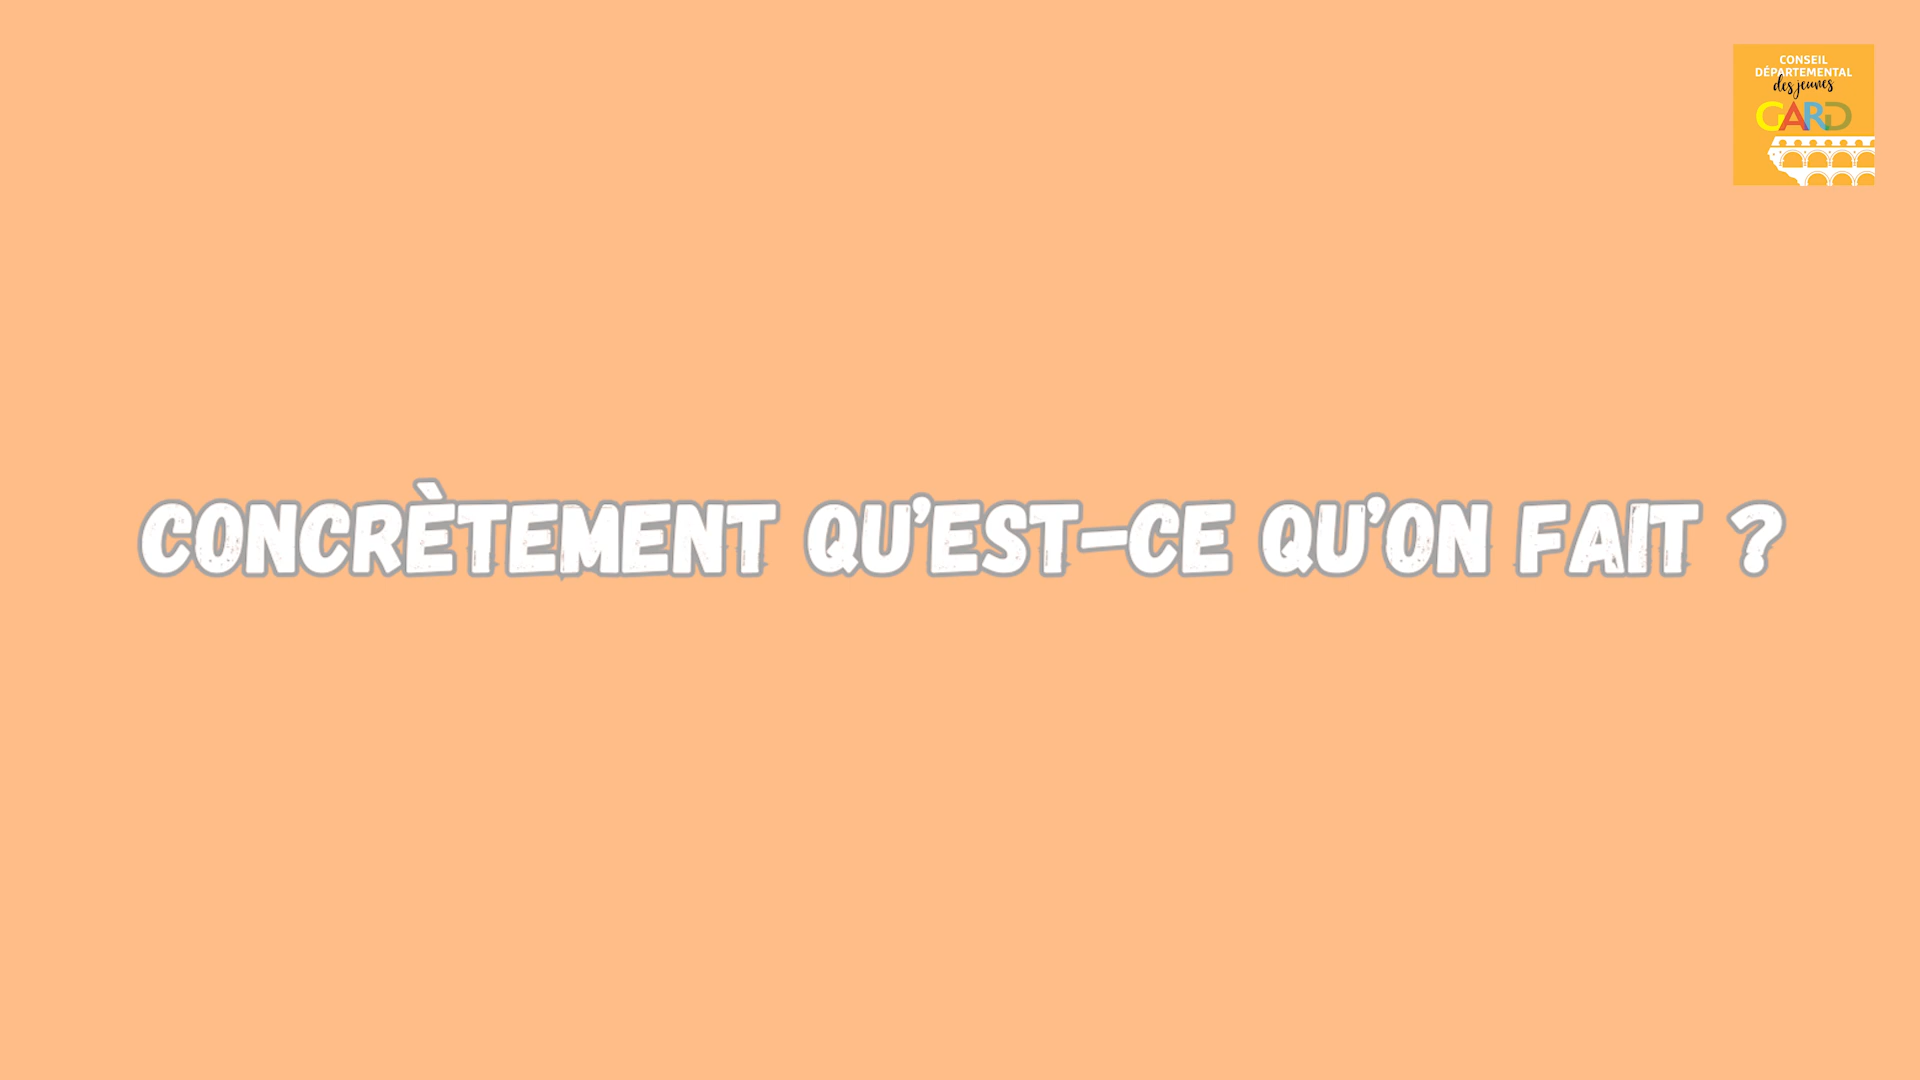 CONSEIL
DÉPARTEMENTAL
des jeunes
GARD
CONCRÈTEMENT QU'EST-CE QU'ON FAIT ?